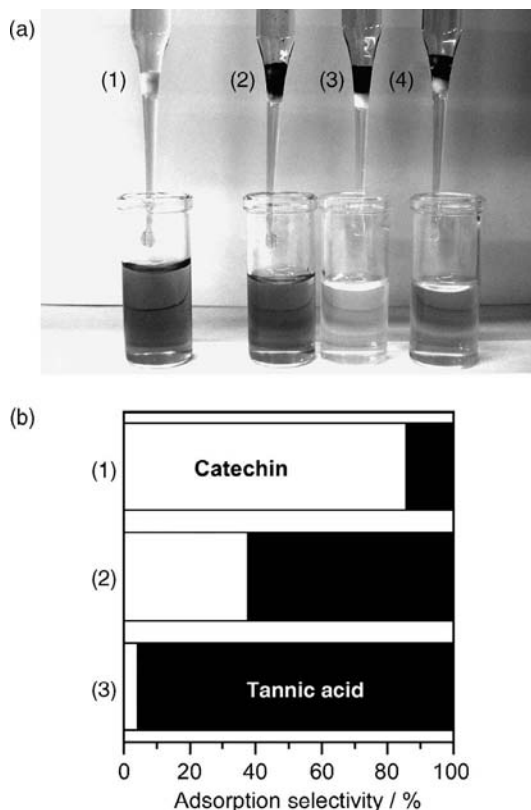 (a)
(1) (2) (3) (4)
(b)
(1) Catechin
(2)
(3) Tannic acid
0 20 40 60 80 100
Adsorption selectivity / %